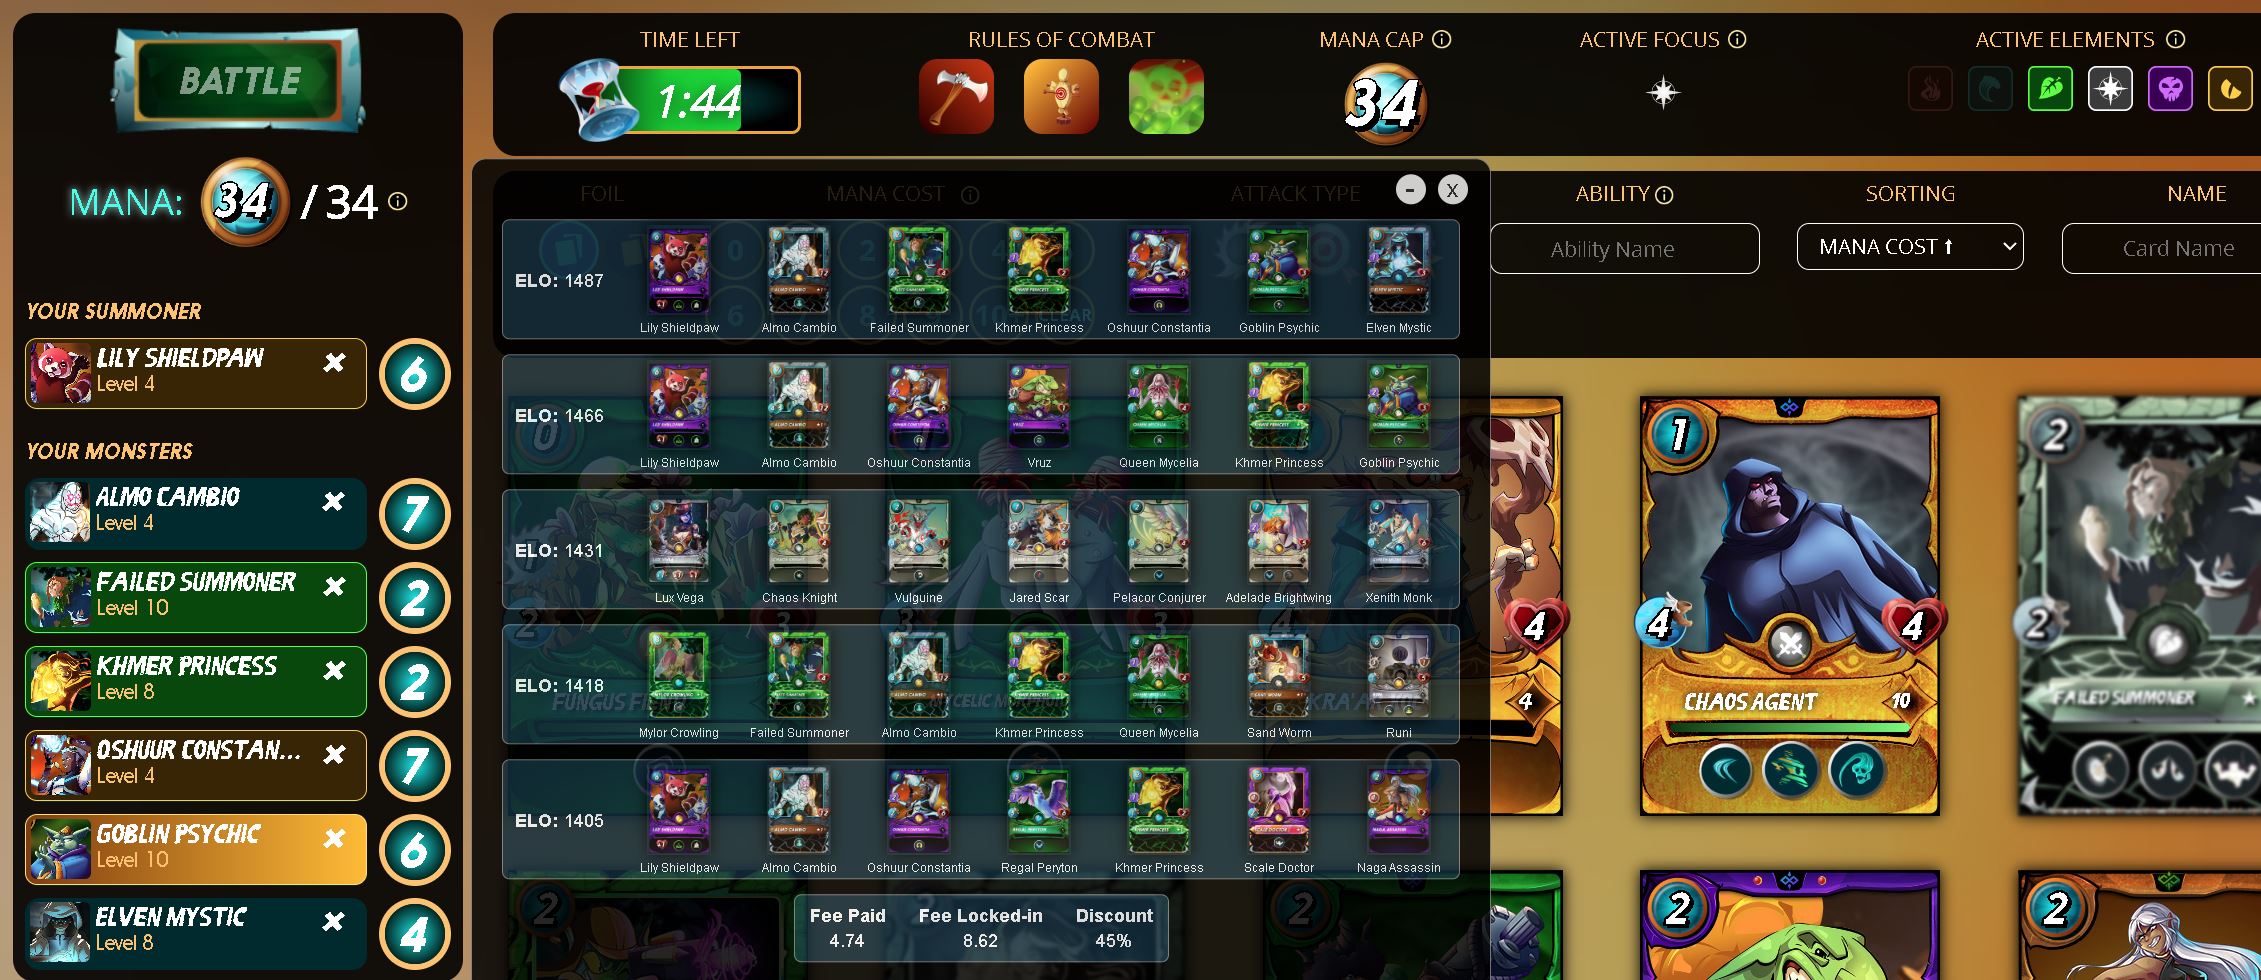 BATTLE
MANA: 34 / 34
YOUR SUMMONER
LILY SHIELDPAW
Level 4
6
YOUR MONSTERS
ALMO CAMBIO
Level 4
7
FAILED SUMMONER
Level 10
2
KHMER PRINCESS
Level 8
2
OSHUUR CONSTAN...
Level 4
7
GOBLIN PSYCHIC
Level 10
6
ELVEN MYSTIC
Level 8
4
TIME LEFT
1:44
RULES OF COMBAT
MANA CAP
34
ACTIVE FOCUS
ACTIVE ELEMENTS
FOIL
MANA COST
ATTACK TYPE
-
X
ABILITY
Ability Name
SORTING
MANA COST ↑
NAME
Card Name
ELO: 1487
Lily Shieldpaw Almo Cambio Failed Summoner Khmer Princess Oshuur Constantia Goblin Psychic Elven Mystic
ELO: 1466
Lily Shieldpaw Almo Cambio Oshuur Constantia Vruz Queen Mycelia Khmer Princess Goblin Psychic
ELO: 1431
Lux Vega Chaos Knight Vulguine Jared Scar Pelacor Conjurer Adelade Brightwing Xenith Monk
ELO: 1418
Mylor Crowling Failed Summoner Almo Cambio Khmer Princess Queen Mycelia Sand Worm Runi
ELO: 1405
Lily Shieldpaw Almo Cambio Oshuur Constantia Regal Peryton Khmer Princess Scale Doctor Naga Assassin
Fee Paid Fee Locked-in Discount
4.74 8.62 45%
4
4
1
4
4
CHAOS AGENT
10
2
2
FAILED SUMMONER
2
2